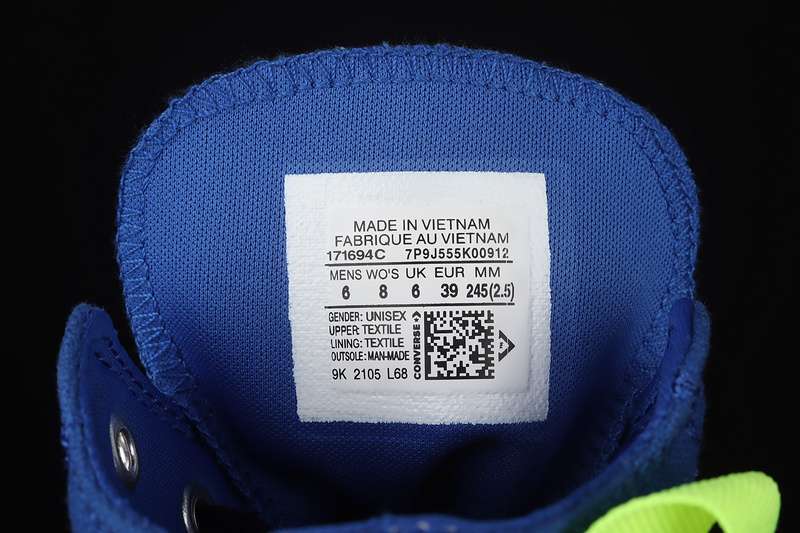 MADE IN VIETNAM
FABRIQUE AU VIETNAM
171694C 7P9J555K00912
MENS WO'S UK EUR MM
6 8 6 39 245(2.5)
GENDER: UNISEX
UPPER: TEXTILE
LINING: TEXTILE
OUTSOLE: MAN-MADE
9K 2105 L68
CONVERSE